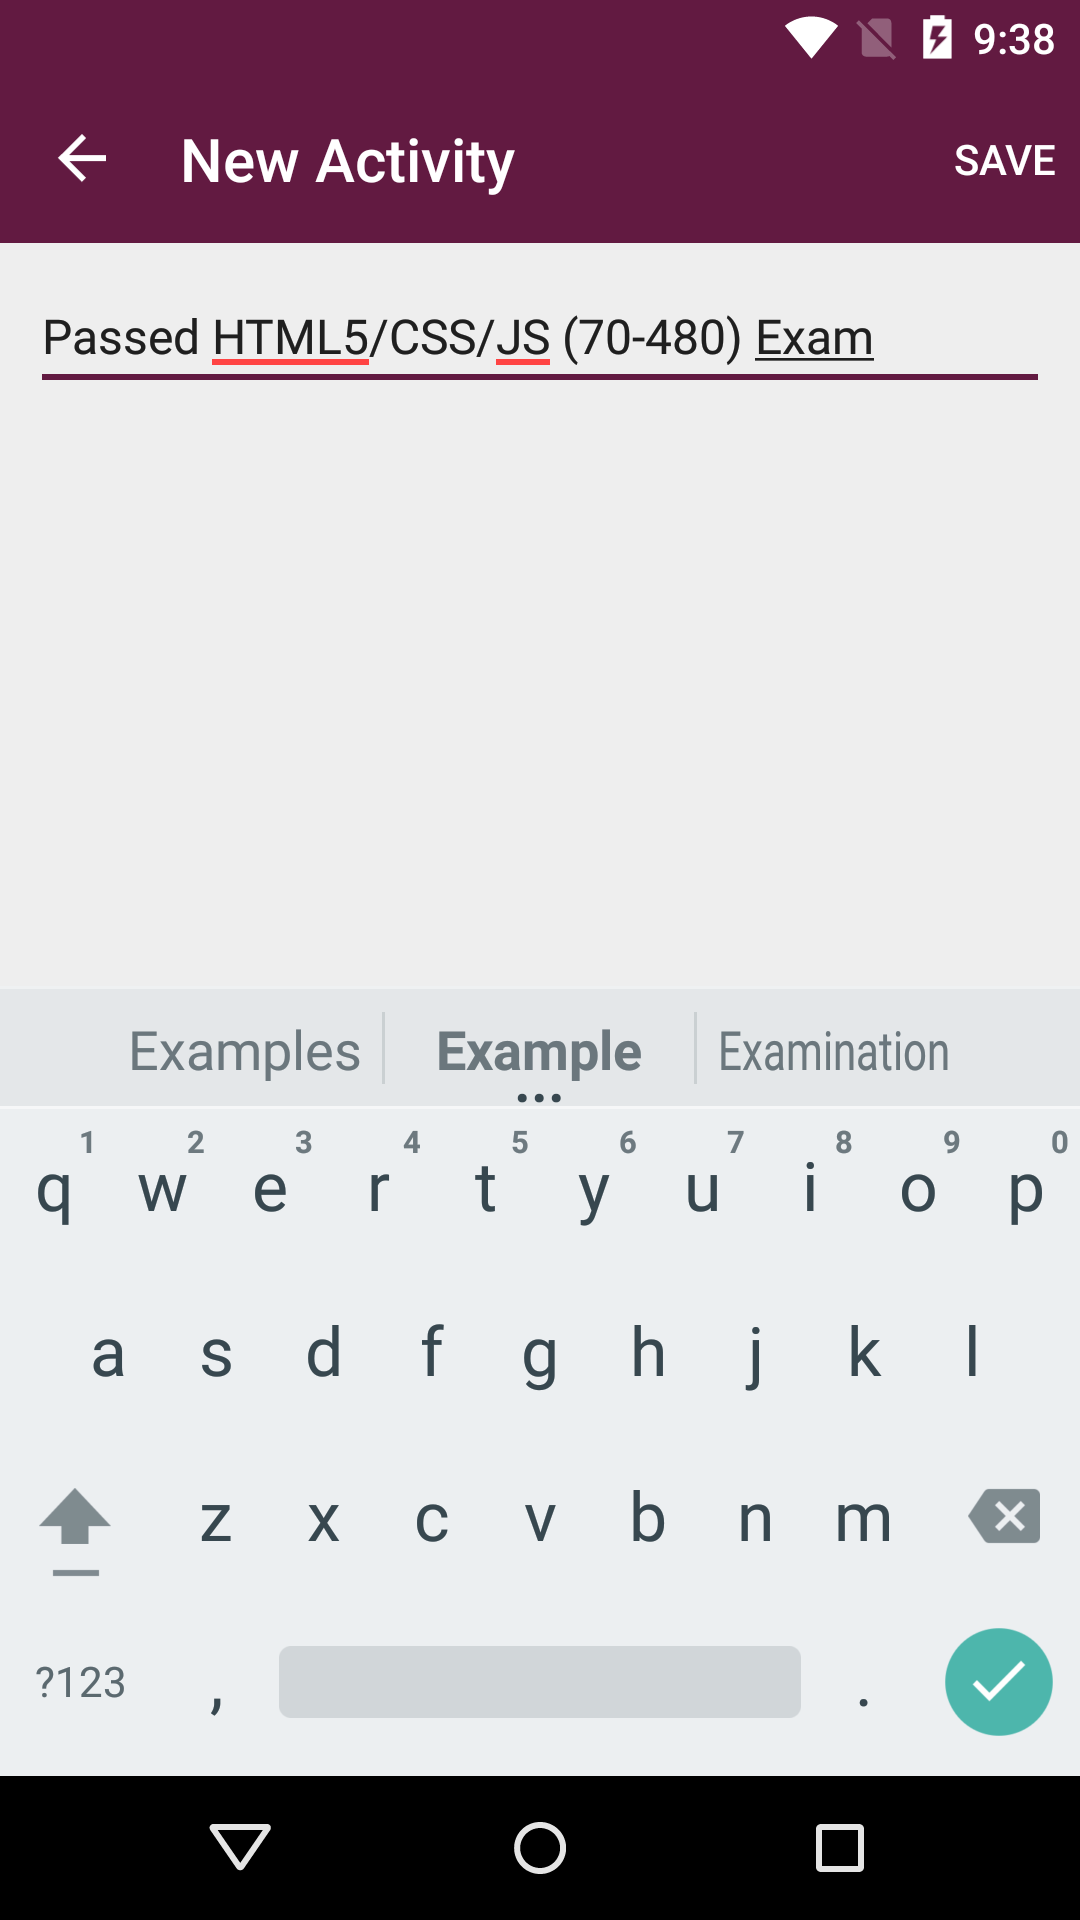 9:38
New Activity SAVE
Passed HTML5/CSS/JS (70-480) Exam
Examples Example Examination
1 2 3 4 5 6 7 8 9 0
q w e r t y u i o p
a s d f g h j k l
z x c v b n m
?123 , .